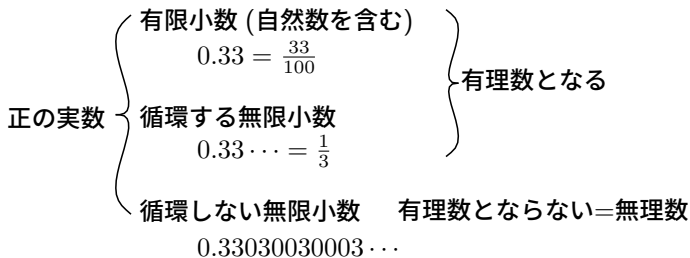 有限小数 (自然数を含む)
0.33 = 33/100
有理数となる
正の実数
循環する無限小数
0.33··· = 1/3
循環しない無限小数 有理数とならない=無理数
0.33030030003···